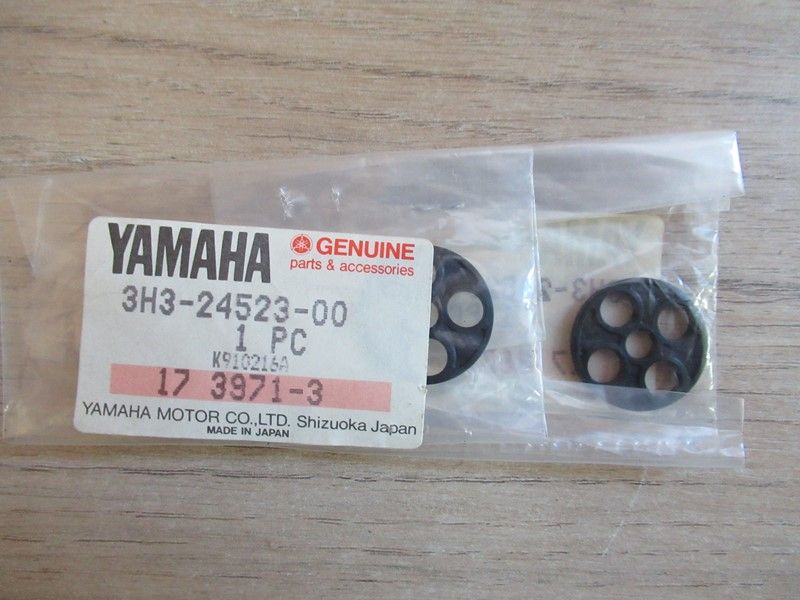 YAMAHA GENUINE
parts & accessories
3H3-24523-00
1 PC
K910216A
17 3971-3
YAMAHA MOTOR CO.,LTD. Shizuoka Japan
MADE IN JAPAN